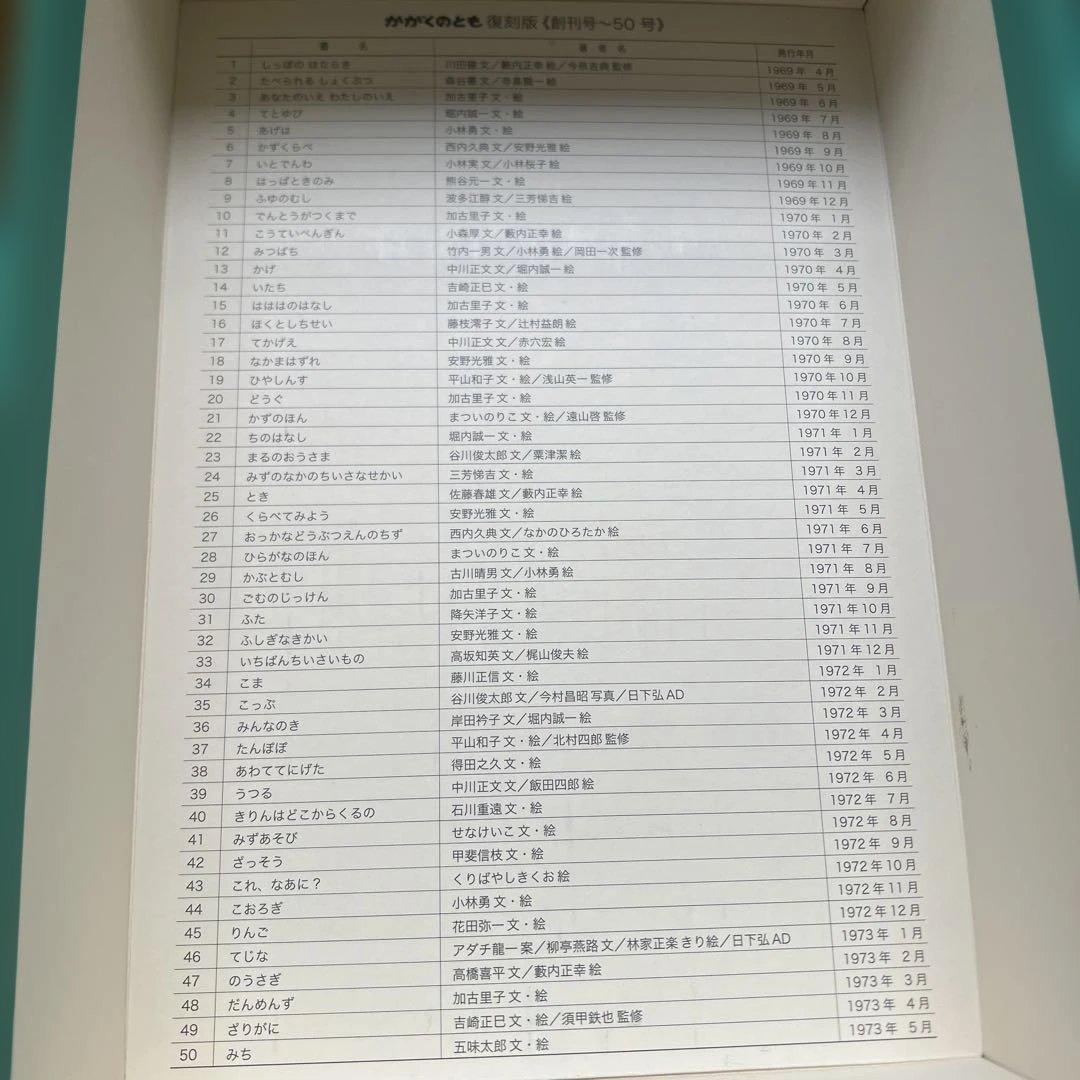 かがくのとも 復刻版《創刊号～50 号》
書 名 著 者 名 発行年月
1 しっぽの はたらき 川田健 文／藪内正幸 絵／今泉吉典 監修 1969年 4月
2 たべられる しょくぶつ 森谷憲 文／寺島龍一 絵 1969年 5月
3 あなたのいえ わたしのいえ 加古里子 文・絵 1969年 6月
4 てとゆび 堀内誠一 文・絵 1969年 7月
5 あげは 小林勇 文・絵 1969年 8月
6 かずくらべ 西内久典 文／安野光雅 絵 1969年 9月
7 いとでんわ 小林実 文／小林桜子 絵 1969年10月
8 はっぱときのみ 熊谷元一 文・絵 1969年11月
9 ふゆのむし 波多江醇 文／三芳悌吉 絵 1969年12月
10 でんとうがつくまで 加古里子 文・絵 1970年 1月
11 こうていぺんぎん 小森厚 文／藪内正幸 絵 1970年 2月
12 みつばち 竹内一男 文／小林勇 絵／岡田一次 監修 1970年 3月
13 かげ 中川正文 文／堀内誠一 絵 1970年 4月
14 いたち 吉崎正巳 文・絵 1970年 5月
15 はははのはなし 加古里子 文・絵 1970年 6月
16 ほくとしちせい 藤枝澪子 文／辻村益朗 絵 1970年 7月
17 てかげえ 中川正文 文／赤穴宏 絵 1970年 8月
18 なかまはずれ 安野光雅 文・絵 1970年 9月
19 ひやしんす 平山和子 文・絵／浅山英一 監修 1970年10月
20 どうぐ 加古里子 文・絵 1970年11月
21 かずのほん まついのりこ 文・絵／遠山啓 監修 1970年12月
22 ちのはなし 堀内誠一 文・絵 1971年 1月
23 まるのおうさま 谷川俊太郎 文／粟津潔 絵 1971年 2月
24 みずのなかのちいさなせかい 三芳悌吉 文・絵 1971年 3月
25 とき 佐藤春雄 文／藪内正幸 絵 1971年 4月
26 くらべてみよう 安野光雅 文・絵 1971年 5月
27 おっかなどうぶつえんのちず 西内久典 文／なかのひろたか 絵 1971年 6月
28 ひらがなのほん まついのりこ 文・絵 1971年 7月
29 かぶとむし 古川晴男 文／小林勇 絵 1971年 8月
30 ごむのじっけん 加古里子 文・絵 1971年 9月
31 ふた 降矢洋子 文・絵 1971年10月
32 ふしぎなきかい 安野光雅 文・絵 1971年11月
33 いちばんちいさいもの 高坂知英 文／梶山俊夫 絵 1971年12月
34 こま 藤川正信 文・絵 1972年 1月
35 こっぷ 谷川俊太郎 文／今村昌昭 写真／日下弘 AD 1972年 2月
36 みんなのき 岸田衿子 文／堀内誠一 絵 1972年 3月
37 たんぽぽ 平山和子 文・絵／北村四郎 監修 1972年 4月
38 あわててにげた 得田之久 文・絵 1972年 5月
39 うつる 中川正文 文／飯田四郎 絵 1972年 6月
40 きりんはどこからくるの 石川重遠 文・絵 1972年 7月
41 みずあそび せなけいこ 文・絵 1972年 8月
42 ざっそう 甲斐信枝 文・絵 1972年 9月
43 これ、なあに？ くりばやしきくお 絵 1972年10月
44 こおろぎ 小林勇 文・絵 1972年11月
45 りんご 花田弥一 文・絵 1972年12月
46 てじな アダチ龍一 案／柳亭燕路 文／林家正楽 きり絵／日下弘 AD 1973年 1月
47 のうさぎ 高橋喜平 文／藪内正幸 絵 1973年 2月
48 だんめんず 加古里子 文・絵 1973年 3月
49 ざりがに 吉崎正巳 文・絵／須甲鉄也 監修 1973年 4月
50 みち 五味太郎 文・絵 1973年 5月